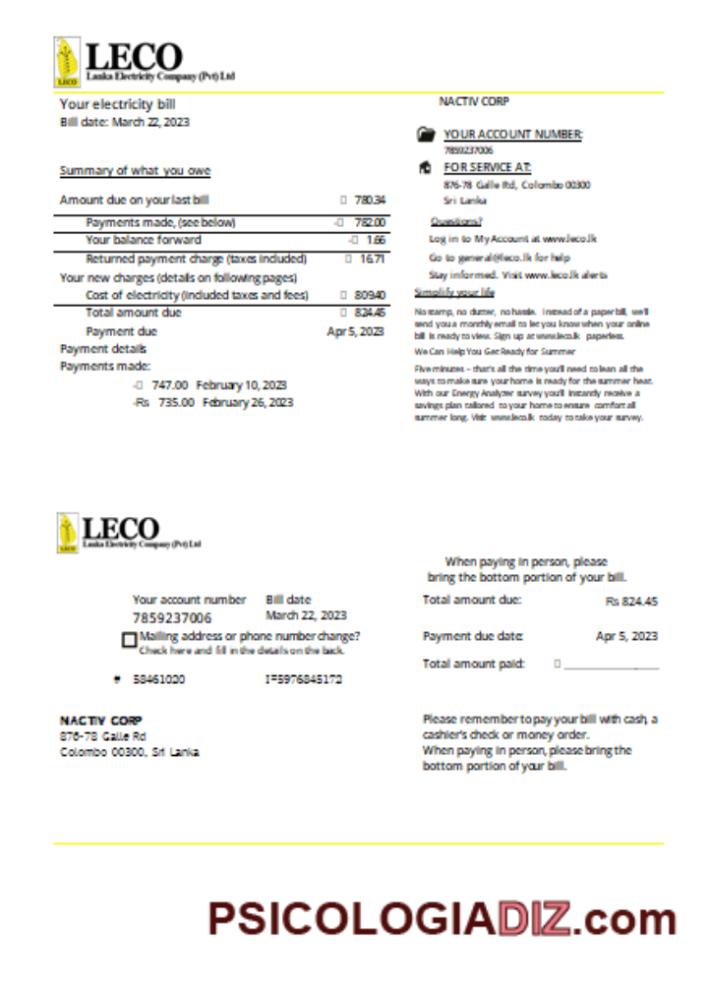 LECO
Lanka Electricity Company (Pvt) Ltd
LECO
Your electricity bill
Bill date: March 22, 2023
Summary of what you owe
Amount due on your last bill 780.34
Payments made, (see below) - 782.00
Your balance forward - 1.66
Returned payment charge (taxes included) 16.71
Your new charges (details on following pages)
Cost of electricity (included taxes and fees) 809.40
Total amount due 824.45
Payment due Apr 5, 2023
Payment details
Payments made:
- 747.00 February 10, 2023
-Rs 735.00 February 26, 2023
NACTIV CORP
YOUR ACCOUNT NUMBER:
7859237006
FOR SERVICE AT:
876-78 Galle Rd, Colombo 00300
Sri Lanka
Questions?
Log in to My Account at www.leco.lk
Go to general@leco.lk for help
Stay informed. Visit www.leco.lk alerts
Simplify your life
No stamp, no clutter, no hassle. Instead of a paper bill, we'll
send you a monthly email to let you know when your online
bill is ready to view. Sign up at www.leco.lk paperless.
We Can Help You Get Ready for Summer
Five minutes – that's all the time you'll need to lean all the
ways to make sure your home is ready for the summer heat.
With our Energy Analyzer survey you'll instantly receive a
savings plan tailored to your home to ensure comfort all
summer long. Visit www.leco.lk today to take your survey.
LECO
Lanka Electricity Company (Pvt) Ltd
LECO
When paying in person, please
bring the bottom portion of your bill.
Your account number Bill date
7859237006 March 22, 2023
Mailing address or phone number change?
Check here and fill in the details on the back.
# 58461020 1F5976845172
Total amount due: Rs 824.45
Payment due date: Apr 5, 2023
Total amount paid:
NACTIV CORP
876-78 Galle Rd
Colombo 00300, Sri Lanka
Please remember to pay your bill with cash, a
cashier's check or money order.
When paying in person, please bring the
bottom portion of your bill.
PSICOLOGIADIZ.com